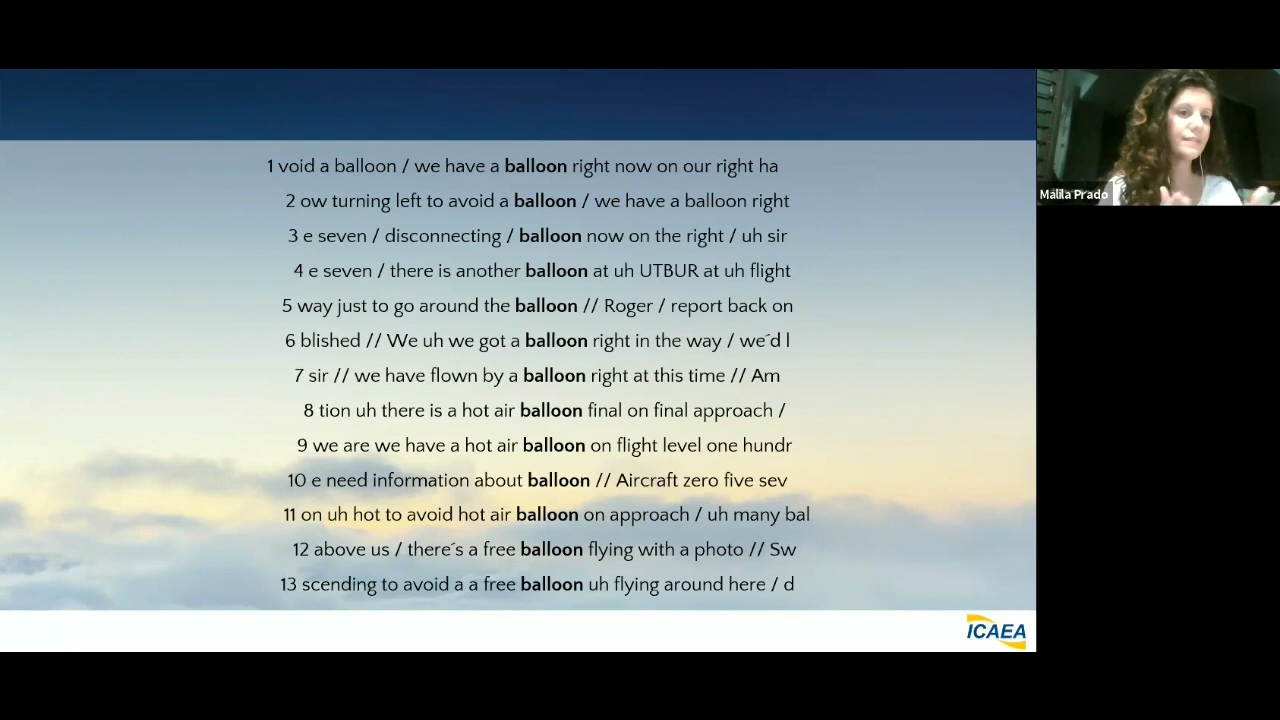 1 void a balloon / we have a balloon right now on our right ha
2 ow turning left to avoid a balloon / we have a balloon right
3 e seven / disconnecting / balloon now on the right / uh sir
4 e seven / there is another balloon at uh UTBUR at uh flight
5 way just to go around the balloon // Roger / report back on
6 blished // We uh we got a balloon right in the way / we´d l
7 sir // we have flown by a balloon right at this time // Am
8 tion uh there is a hot air balloon final on final approach /
9 we are we have a hot air balloon on flight level one hundr
10 e need information about balloon // Aircraft zero five sev
11 on uh hot to avoid hot air balloon on approach / uh many bal
12 above us / there´s a free balloon flying with a photo // Sw
13 scending to avoid a a free balloon uh flying around here / d
ICAEA
Malila Prado